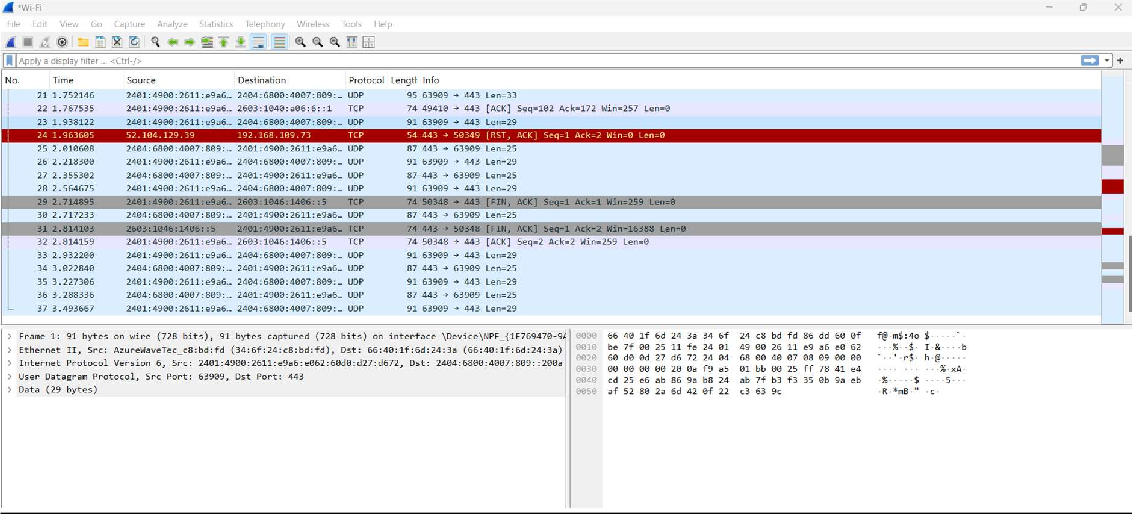 *Wi-Fi
File Edit View Go Capture Analyze Statistics Telephony Wireless Tools Help
Apply a display filter ... <Ctrl-/>
No. Time Source Destination Protocol Length Info
21 1.752146 2401:4900:2611:e9a6… 2404:6800:4007:809:… UDP 95 63909 → 443 Len=33
22 1.767535 2401:4900:2611:e9a6… 2603:1040:a06:6::1 TCP 74 49410 → 443 [ACK] Seq=102 Ack=172 Win=257 Len=0
23 1.938122 2401:4900:2611:e9a6… 2404:6800:4007:809:… UDP 91 63909 → 443 Len=29
24 1.963605 52.104.129.39 192.168.109.73 TCP 54 443 → 50349 [RST, ACK] Seq=1 Ack=2 Win=0 Len=0
25 2.010608 2404:6800:4007:809:… 2401:4900:2611:e9a6… UDP 87 443 → 63909 Len=25
26 2.218300 2401:4900:2611:e9a6… 2404:6800:4007:809:… UDP 91 63909 → 443 Len=29
27 2.355302 2404:6800:4007:809:… 2401:4900:2611:e9a6… UDP 87 443 → 63909 Len=25
28 2.564675 2401:4900:2611:e9a6… 2404:6800:4007:809:… UDP 91 63909 → 443 Len=29
29 2.714895 2401:4900:2611:e9a6… 2603:1046:1406::5 TCP 74 50348 → 443 [FIN, ACK] Seq=1 Ack=1 Win=259 Len=0
30 2.717233 2404:6800:4007:809:… 2401:4900:2611:e9a6… UDP 87 443 → 63909 Len=25
31 2.814103 2603:1046:1406::5 2401:4900:2611:e9a6… TCP 74 443 → 50348 [FIN, ACK] Seq=1 Ack=2 Win=16388 Len=0
32 2.814159 2401:4900:2611:e9a6… 2603:1046:1406::5 TCP 74 50348 → 443 [ACK] Seq=2 Ack=2 Win=259 Len=0
33 2.932200 2401:4900:2611:e9a6… 2404:6800:4007:809:… UDP 91 63909 → 443 Len=29
34 3.022840 2404:6800:4007:809:… 2401:4900:2611:e9a6… UDP 87 443 → 63909 Len=25
35 3.227306 2401:4900:2611:e9a6… 2404:6800:4007:809:… UDP 91 63909 → 443 Len=29
36 3.288336 2404:6800:4007:809:… 2401:4900:2611:e9a6… UDP 87 443 → 63909 Len=25
37 3.493667 2401:4900:2611:e9a6… 2404:6800:4007:809:… UDP 91 63909 → 443 Len=29
Frame 1: 91 bytes on wire (728 bits), 91 bytes captured (728 bits) on interface \Device\NPF_{1F769470-9A
Ethernet II, Src: AzureWaveTec_c8:bd:fd (34:6f:24:c8:bd:fd), Dst: 66:40:1f:6d:24:3a (66:40:1f:6d:24:3a)
Internet Protocol Version 6, Src: 2401:4900:2611:e9a6:e062:60d0:d27:d672, Dst: 2404:6800:4007:809::200a
User Datagram Protocol, Src Port: 63909, Dst Port: 443
Data (29 bytes)
0000 66 40 1f 6d 24 3a 34 6f 24 c8 bd fd 86 dd 60 0f f@·m$:4o $·····`·
0010 be 7f 00 25 11 fe 24 01 49 00 26 11 e9 a6 e0 62 ···%··$· I·&····b
0020 60 d0 0d 27 d6 72 24 04 68 00 40 07 08 09 00 00 `··'·r$· h·@·····
0030 00 00 00 00 20 0a f9 a5 01 bb 00 25 ff 78 41 e4 ···· ··· ···%·xA·
0040 cd 25 e6 ab 86 9a b8 24 ab 7f b3 f3 35 0b 9a eb ·%·····$ ····5···
0050 af 52 80 2a 6d 42 0f 22 c3 63 9c ·R·*mB·" ·c·